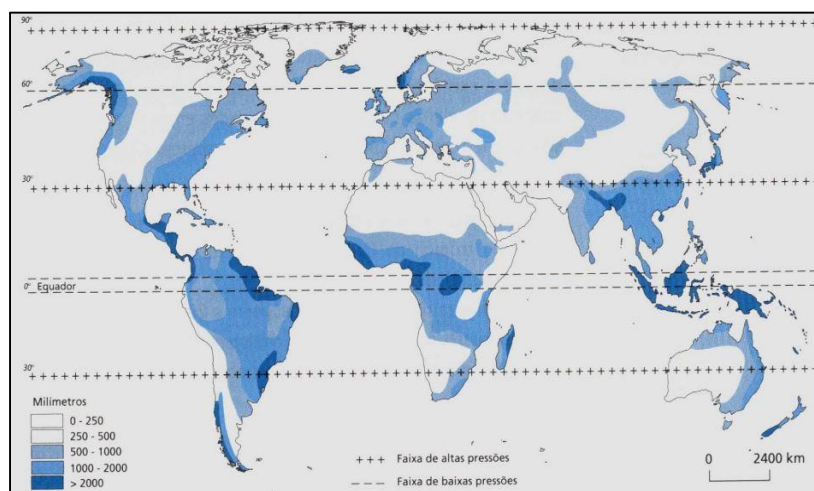 90°
60°
30°
0°
Equador
30°
Milímetros
0 - 250
250 - 500
500 - 1000
1000 - 2000
> 2000
+++ Faixa de altas pressões
--- Faixa de baixas pressões
0 2400 km